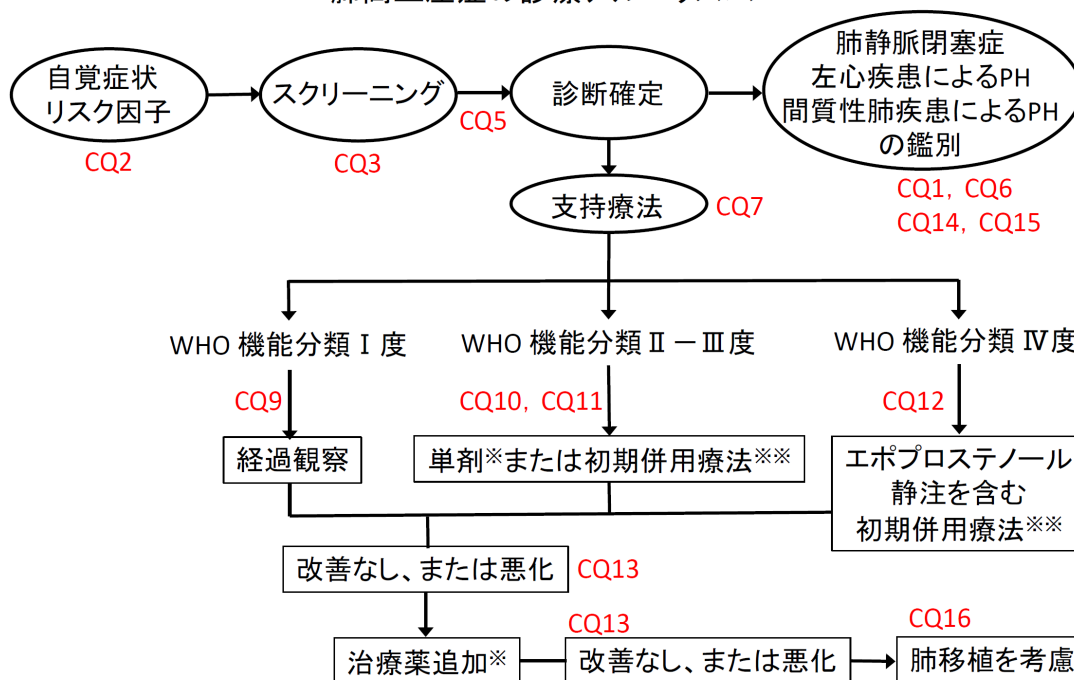 自覚症状
リスク因子
スクリーニング
診断確定
肺静脈閉塞症
左心疾患によるPH
間質性肺疾患によるPH
の鑑別
CQ2
CQ3
CQ5
CQ1, CQ6
CQ14, CQ15
支持療法
CQ7
WHO 機能分類 Ⅰ 度
WHO 機能分類 Ⅱ－Ⅲ度
WHO 機能分類 Ⅳ度
CQ9
CQ10, CQ11
CQ12
経過観察
単剤※または初期併用療法※※
エポプロステノール
静注を含む
初期併用療法※※
改善なし、または悪化
CQ13
治療薬追加※
CQ13
改善なし、または悪化
CQ16
肺移植を考慮